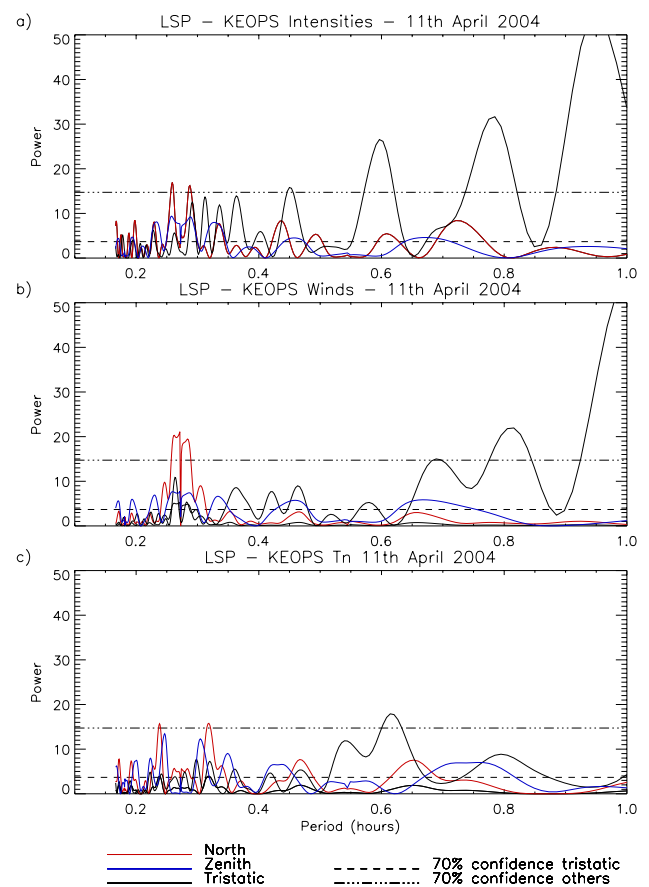 a)
LSP – KEOPS Intensities – 11th April 2004
50
40
30
20
10
0
Power
0.2 0.4 0.6 0.8 1.0
b)
LSP – KEOPS Winds – 11th April 2004
50
40
30
20
10
0
Power
0.2 0.4 0.6 0.8 1.0
c)
LSP – KEOPS Tn 11th April 2004
50
40
30
20
10
0
Power
0.2 0.4 0.6 0.8 1.0
Period (hours)
North
Zenith
Tristatic
70% confidence tristatic
70% confidence others